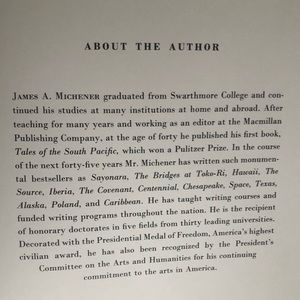 ABOUT THE AUTHOR
JAMES A. MICHENER graduated from Swarthmore College and con-
tinued his studies at many institutions at home and abroad. After
teaching for many years and working as an editor at the Macmillan
Publishing Company, at the age of forty he published his first book,
Tales of the South Pacific, which won a Pulitzer Prize. In the course
of the next forty-five years Mr. Michener has written such monumen-
tal bestsellers as Sayonara, The Bridges at Toko-Ri, Hawaii, The
Source, Iberia, The Covenant, Centennial, Chesapeake, Space, Texas,
Alaska, Poland, and Caribbean. He has taught writing courses and
funded writing programs throughout the nation. He is the recipient
of honorary doctorates in five fields from thirty leading universities.
Decorated with the Presidential Medal of Freedom, America's highest
civilian award, he has also been recognized by the President's
Committee on the Arts and Humanities for his continuing
commitment to the arts in America.